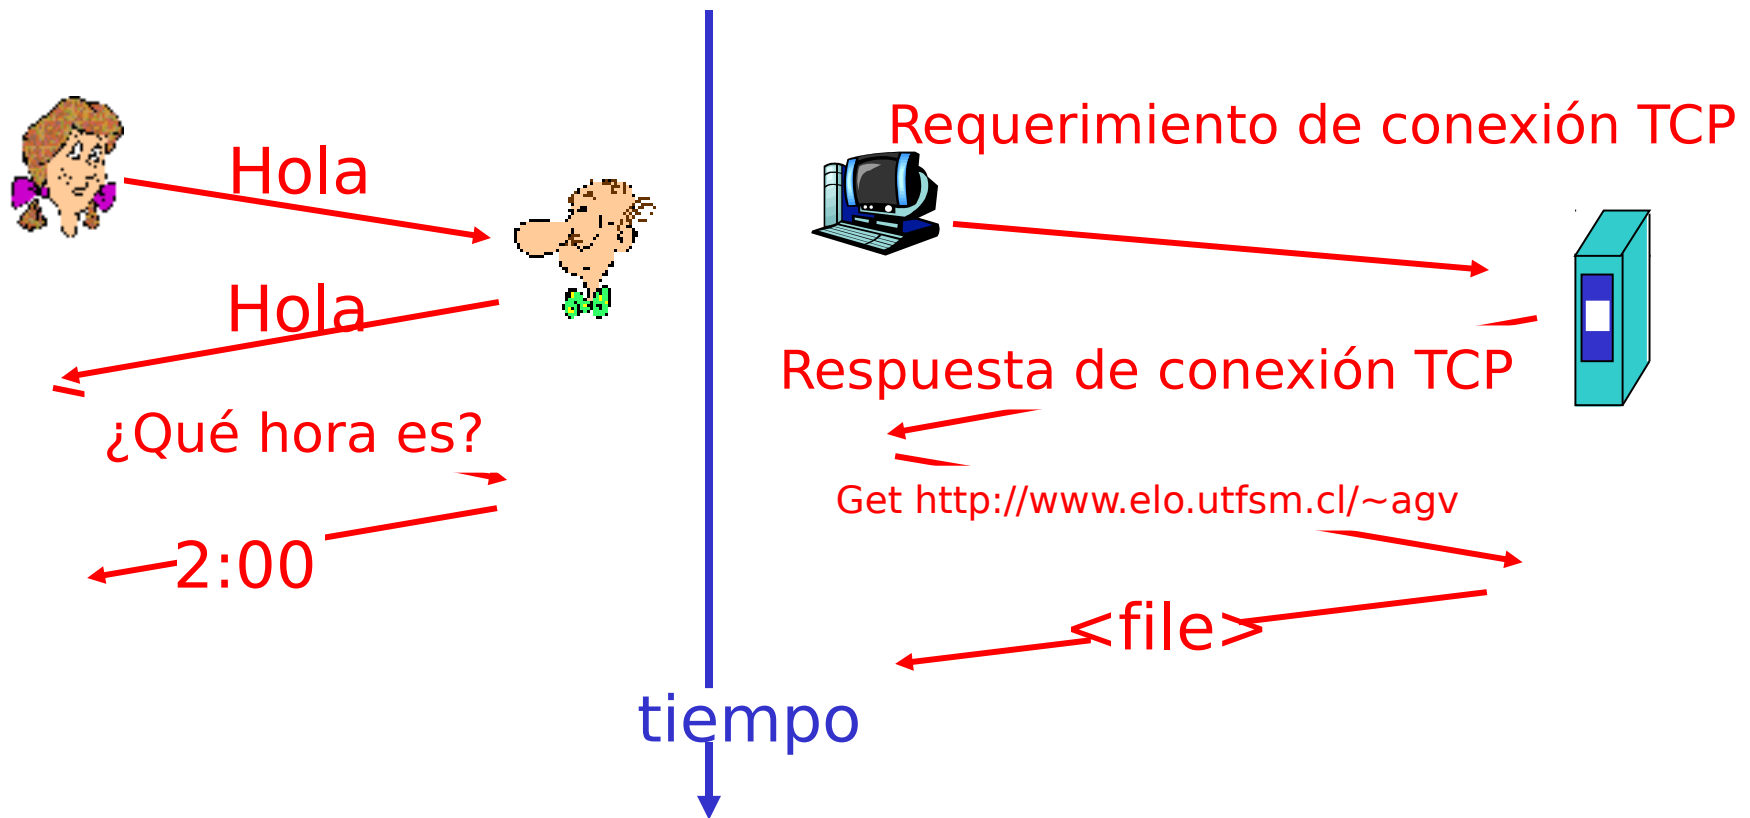 Hola
Hola
¿Qué hora es?
2:00
Requerimiento de conexión TCP
Respuesta de conexión TCP
Get http://www.elo.utfsm.cl/~agv
<file>
tiempo